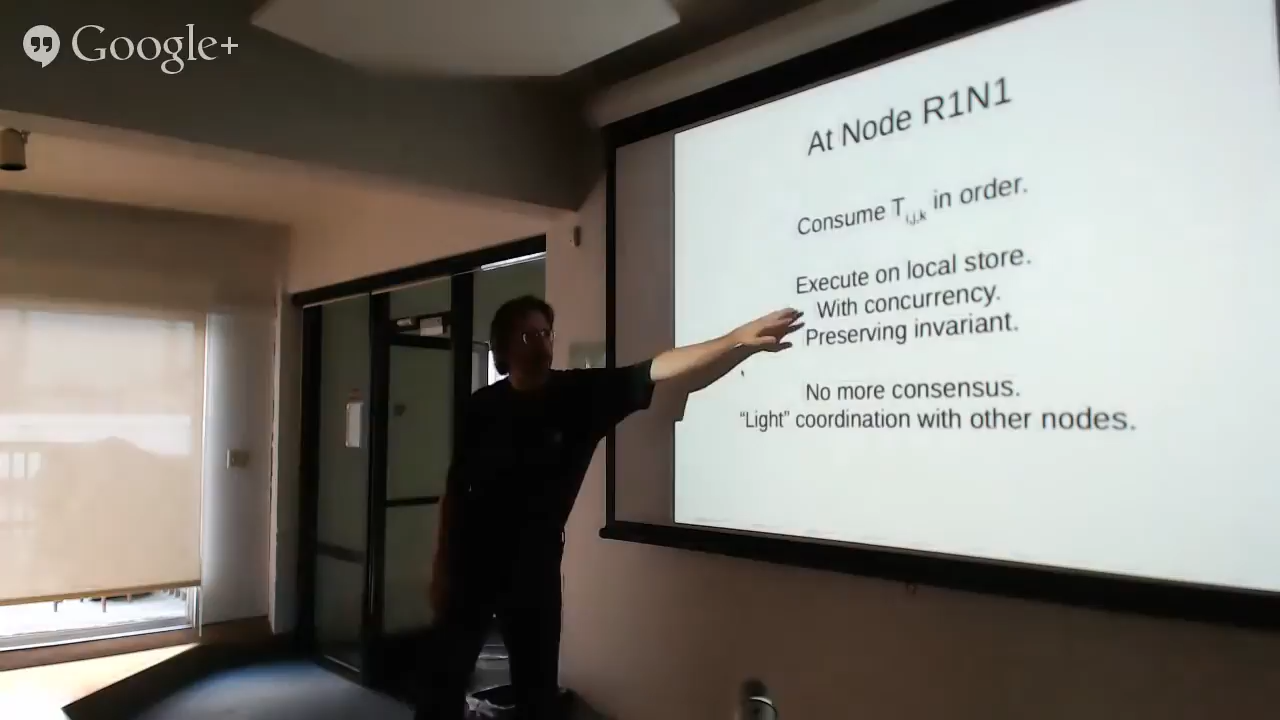 Google+
At Node R1N1
Consume Ti,j,k in order.
Execute on local store.
With concurrency.
Preserving invariant.
No more consensus.
“Light” coordination with other nodes.